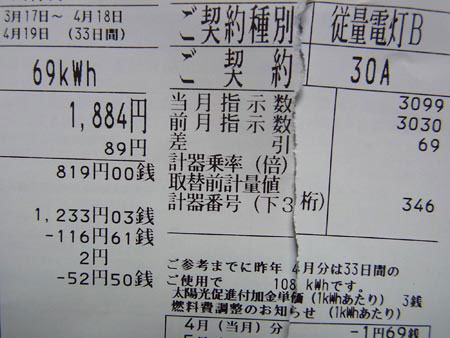 3月17日～ 4月18日
4月19日 (33日間)
69kWh
1,884円
89円
819円00銭
1,233円03銭
-116円61銭
2円
-52円50銭
ご契約種別 従量電灯B
ご契約 30A
当月指示数 3099
前月指示数 3030
差引 69
計器乗率(倍)
取替前計量値
計器番号(下3桁) 346
ご参考までに昨年 4月分は33日間の
ご使用で 108 kWhです。
太陽光促進付加金単価(1kWhあたり) 3銭
燃料費調整のお知らせ(1kWhあたり)
4月(当月)分 -1円69銭